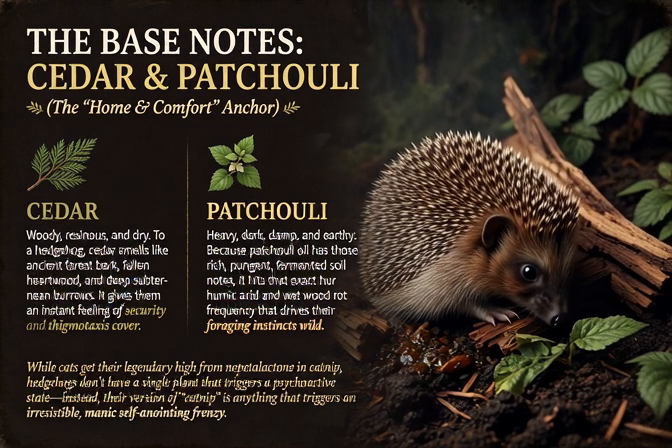 THE BASE NOTES:
CEDAR & PATCHOULI
(The “Home & Comfort” Anchor)
CEDAR
Woody, resinous, and dry. To
a hedgehog, cedar smells like
ancient forest bark, fallen
heartwood, and deep subter-
nean burrows. It gives them
an instant feeling of security
and thigmotaxis cover.
PATCHOULI
Heavy, dark, damp, and earthy.
Because patchouli oil has those
rich, pungent, fermented soil
notes, it hits that exact
humic acid and wet wood rot
frequency that drives their
foraging instincts wild.
While cats get their legendary high from nepetalactone in catnip,
hedgehogs don't have a single plant that triggers a psychoactive
state—instead, their version of "catnip" is anything that triggers an
irresistible, manic self-anointing frenzy.